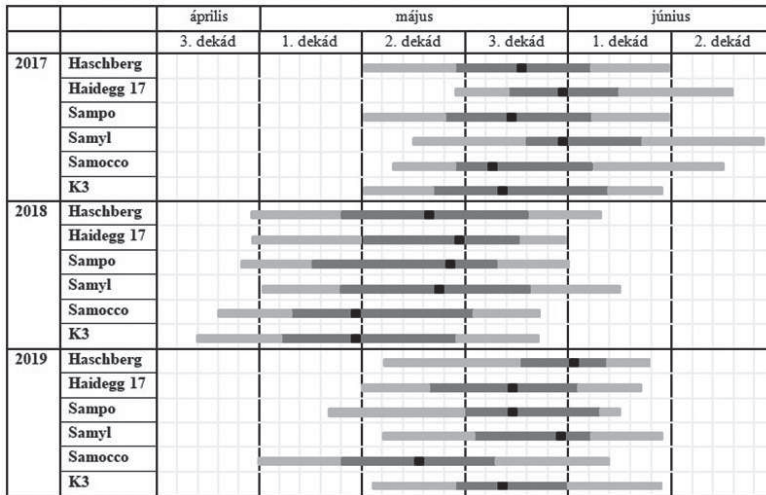 április május június
3. dekád 1. dekád 2. dekád 3. dekád 1. dekád 2. dekád
2017 Haschberg
Haidegg 17
Sampo
Samyl
Samocco
K3
2018 Haschberg
Haidegg 17
Sampo
Samyl
Samocco
K3
2019 Haschberg
Haidegg 17
Sampo
Samyl
Samocco
K3